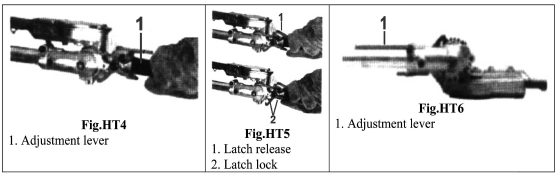 1
Fig.HT4
1. Adjustment lever
1
2
Fig.HT5
1. Latch release
2. Latch lock
1
Fig.HT6
1. Adjustment lever